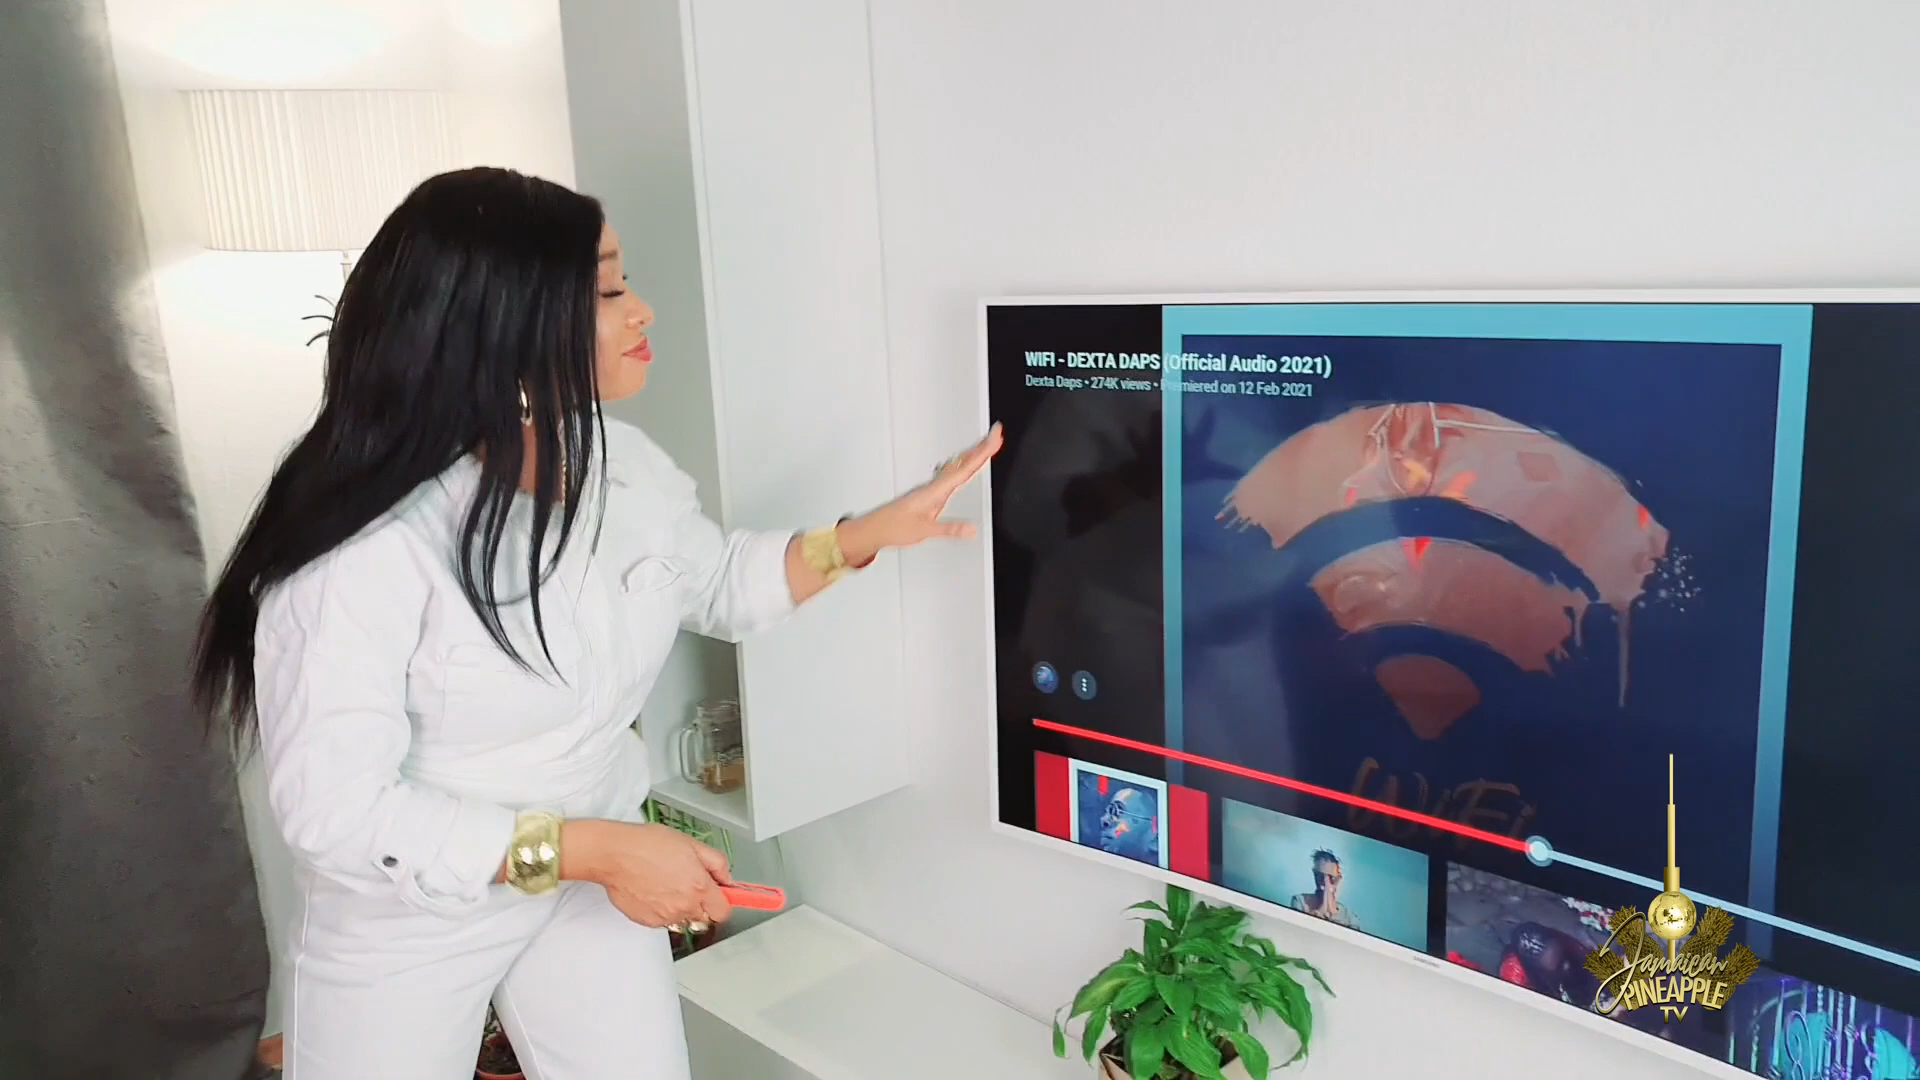 WIFI - DEXTA DAPS (Official Audio 2021)
Dexta Daps • 274K views • Premiered on 12 Feb 2021
WiFi
SAMSUNG
Jamaican
PINEAPPLE
TV